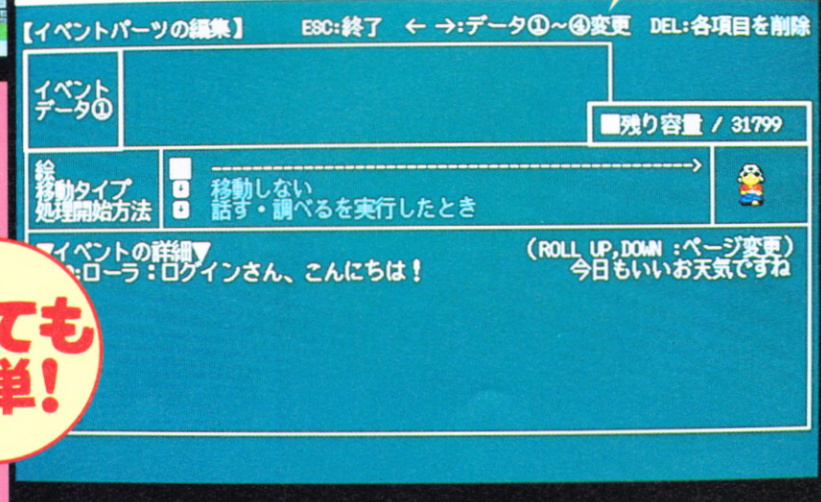 【イベントパーツの編集】 ESC:終了 ← →:データ①~④変更 DEL:各項目を削除
イベント
データ①
■残り容量 / 31799
絵
移動タイプ 移動しない
処理開始方法 話す・調べるを実行したとき
▼イベントの詳細▼ (ROLL UP,DOWN :ページ変更)
:ローラ:ログインさん、こんにちは! 今日もいいお天気ですね
ても
単!